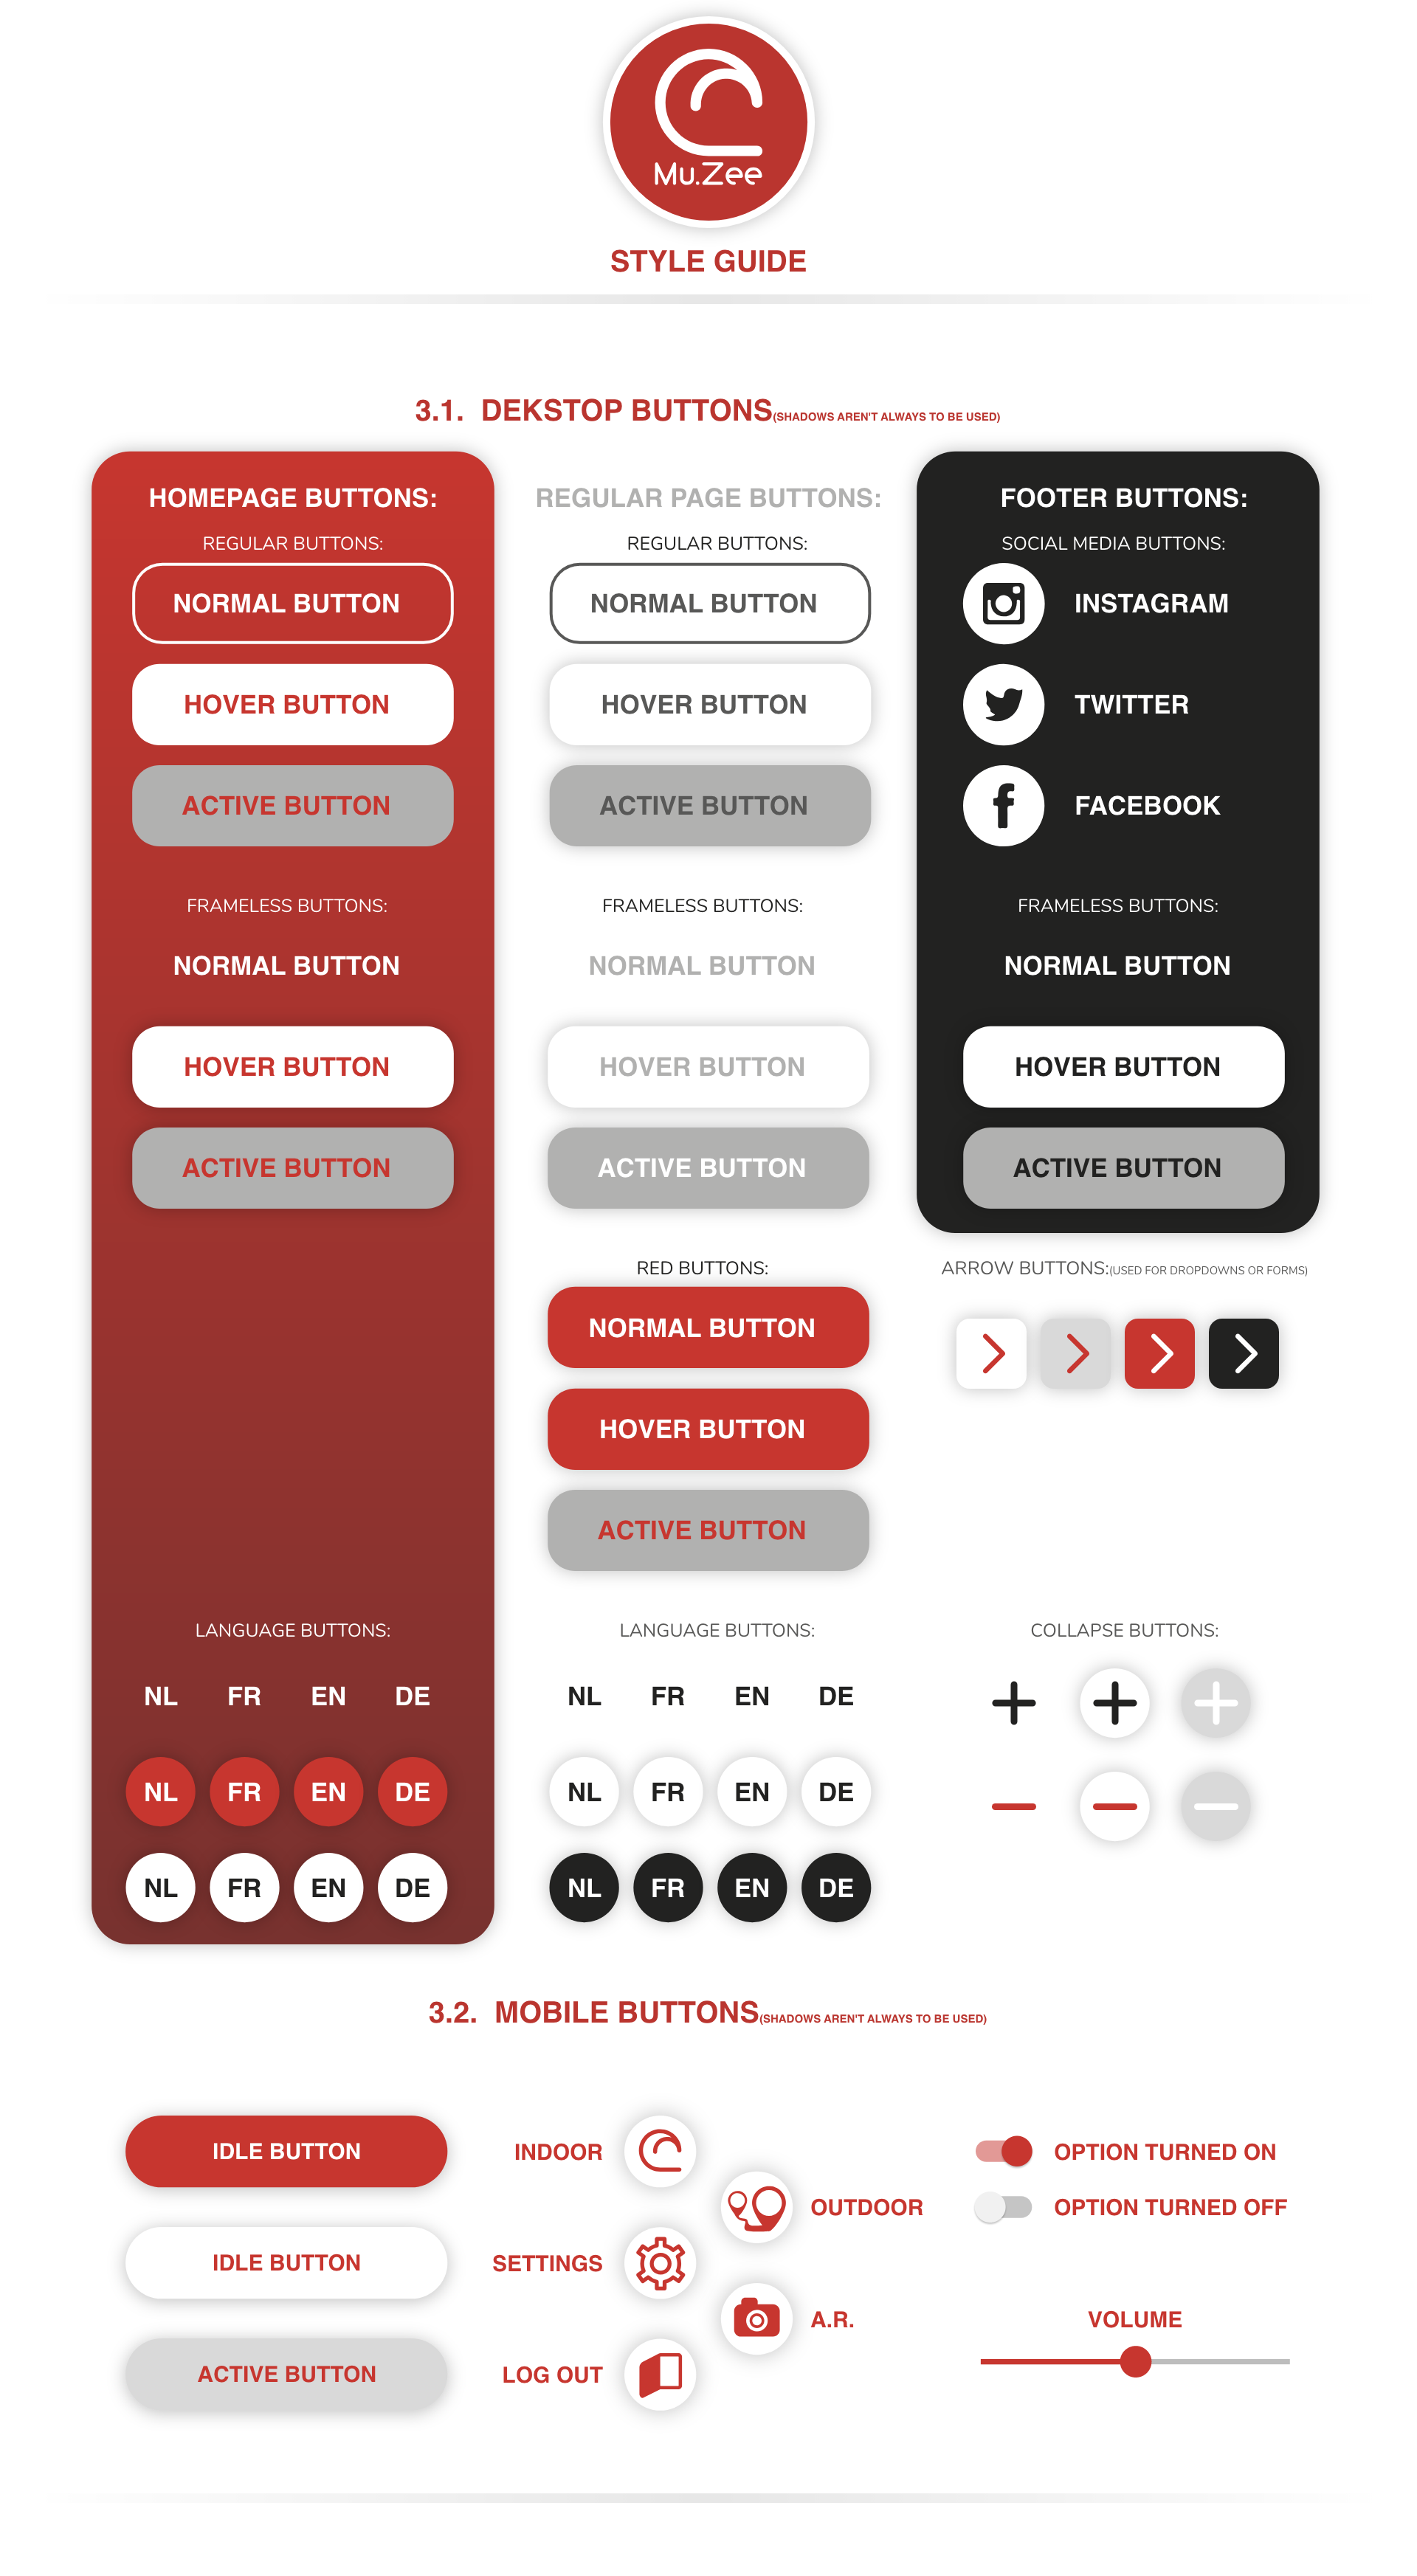 Mu.Zee
STYLE GUIDE
3.1. DEKSTOP BUTTONS(SHADOWS AREN'T ALWAYS TO BE USED)
HOMEPAGE BUTTONS:
REGULAR BUTTONS:
NORMAL BUTTON
HOVER BUTTON
ACTIVE BUTTON
FRAMELESS BUTTONS:
NORMAL BUTTON
HOVER BUTTON
ACTIVE BUTTON
LANGUAGE BUTTONS:
NL FR EN DE
NL FR EN DE
NL FR EN DE
REGULAR PAGE BUTTONS:
REGULAR BUTTONS:
NORMAL BUTTON
HOVER BUTTON
ACTIVE BUTTON
FRAMELESS BUTTONS:
NORMAL BUTTON
HOVER BUTTON
ACTIVE BUTTON
RED BUTTONS:
NORMAL BUTTON
HOVER BUTTON
ACTIVE BUTTON
LANGUAGE BUTTONS:
NL FR EN DE
NL FR EN DE
NL FR EN DE
FOOTER BUTTONS:
SOCIAL MEDIA BUTTONS:
INSTAGRAM
TWITTER
FACEBOOK
FRAMELESS BUTTONS:
NORMAL BUTTON
HOVER BUTTON
ACTIVE BUTTON
ARROW BUTTONS:(USED FOR DROPDOWNS OR FORMS)
COLLAPSE BUTTONS:
3.2. MOBILE BUTTONS(SHADOWS AREN'T ALWAYS TO BE USED)
IDLE BUTTON
IDLE BUTTON
ACTIVE BUTTON
INDOOR
OUTDOOR
SETTINGS
A.R.
LOG OUT
OPTION TURNED ON
OPTION TURNED OFF
VOLUME